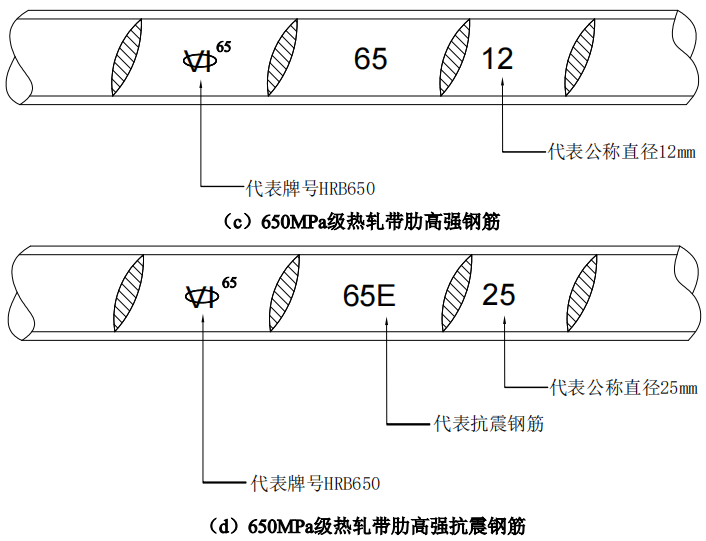 VI 65 65 12
代表公称直径12mm
代表牌号HRB650
（c）650MPa级热轧带肋高强钢筋
VI 65 65E 25
代表公称直径25mm
代表抗震钢筋
代表牌号HRB650
（d）650MPa级热轧带肋高强抗震钢筋